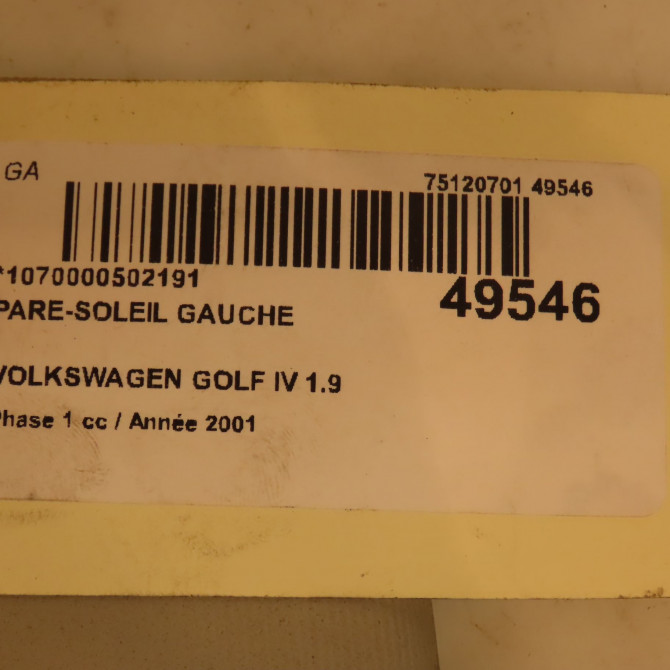 GA
75120701 49546
*1070000502191
49546
PARE-SOLEIL GAUCHE
VOLKSWAGEN GOLF IV 1.9
Phase 1 cc / Année 2001